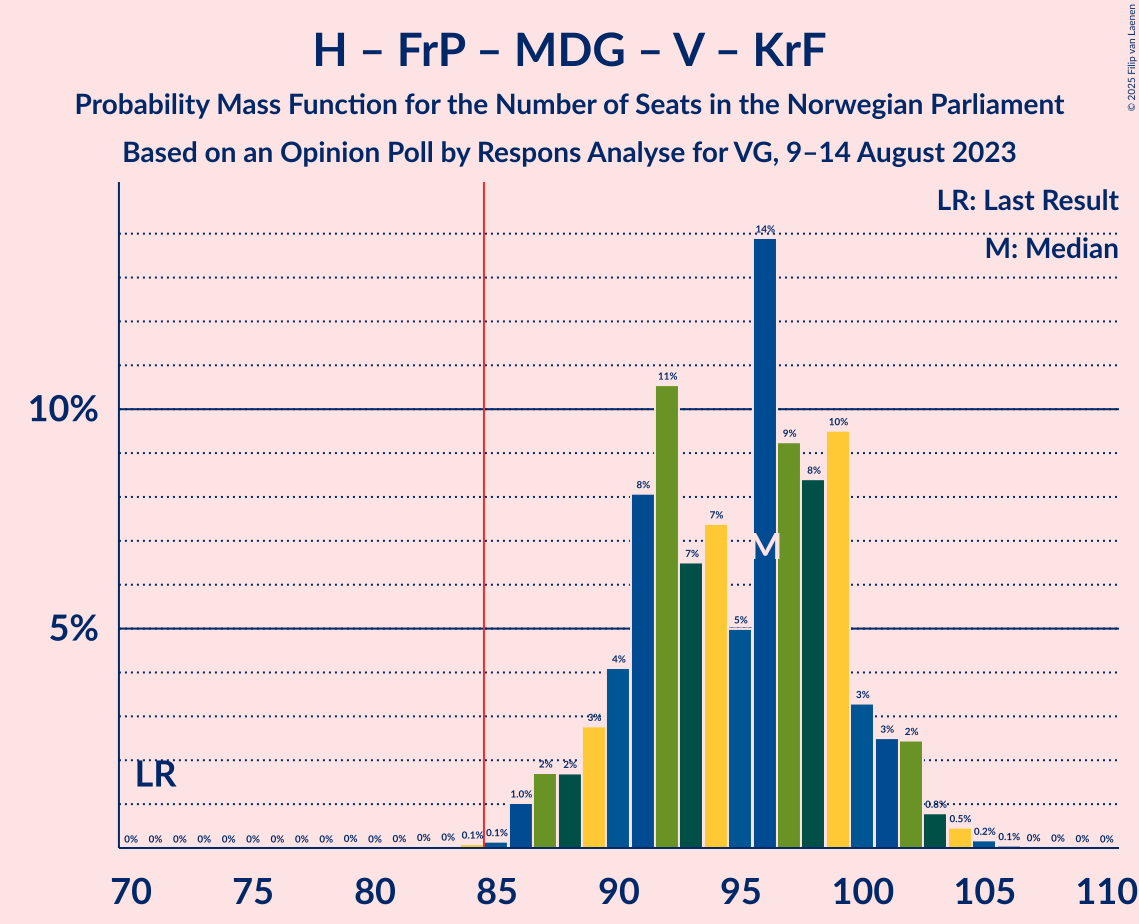 H – FrP – MDG – V – KrF
Probability Mass Function for the Number of Seats in the Norwegian Parliament
Based on an Opinion Poll by Respons Analyse for VG, 9–14 August 2023
© 2025 Filip van Laenen
LR: Last Result
M: Median
10%
5%
LR
M
0% 0% 0% 0% 0% 0% 0% 0% 0% 0% 0% 0% 0% 0% 0.1% 0.1% 1.0% 2% 2% 3% 4% 8% 11% 7% 7% 5% 14% 9% 8% 10% 3% 3% 2% 0.8% 0.5% 0.2% 0.1% 0% 0% 0% 0%
70 75 80 85 90 95 100 105 110